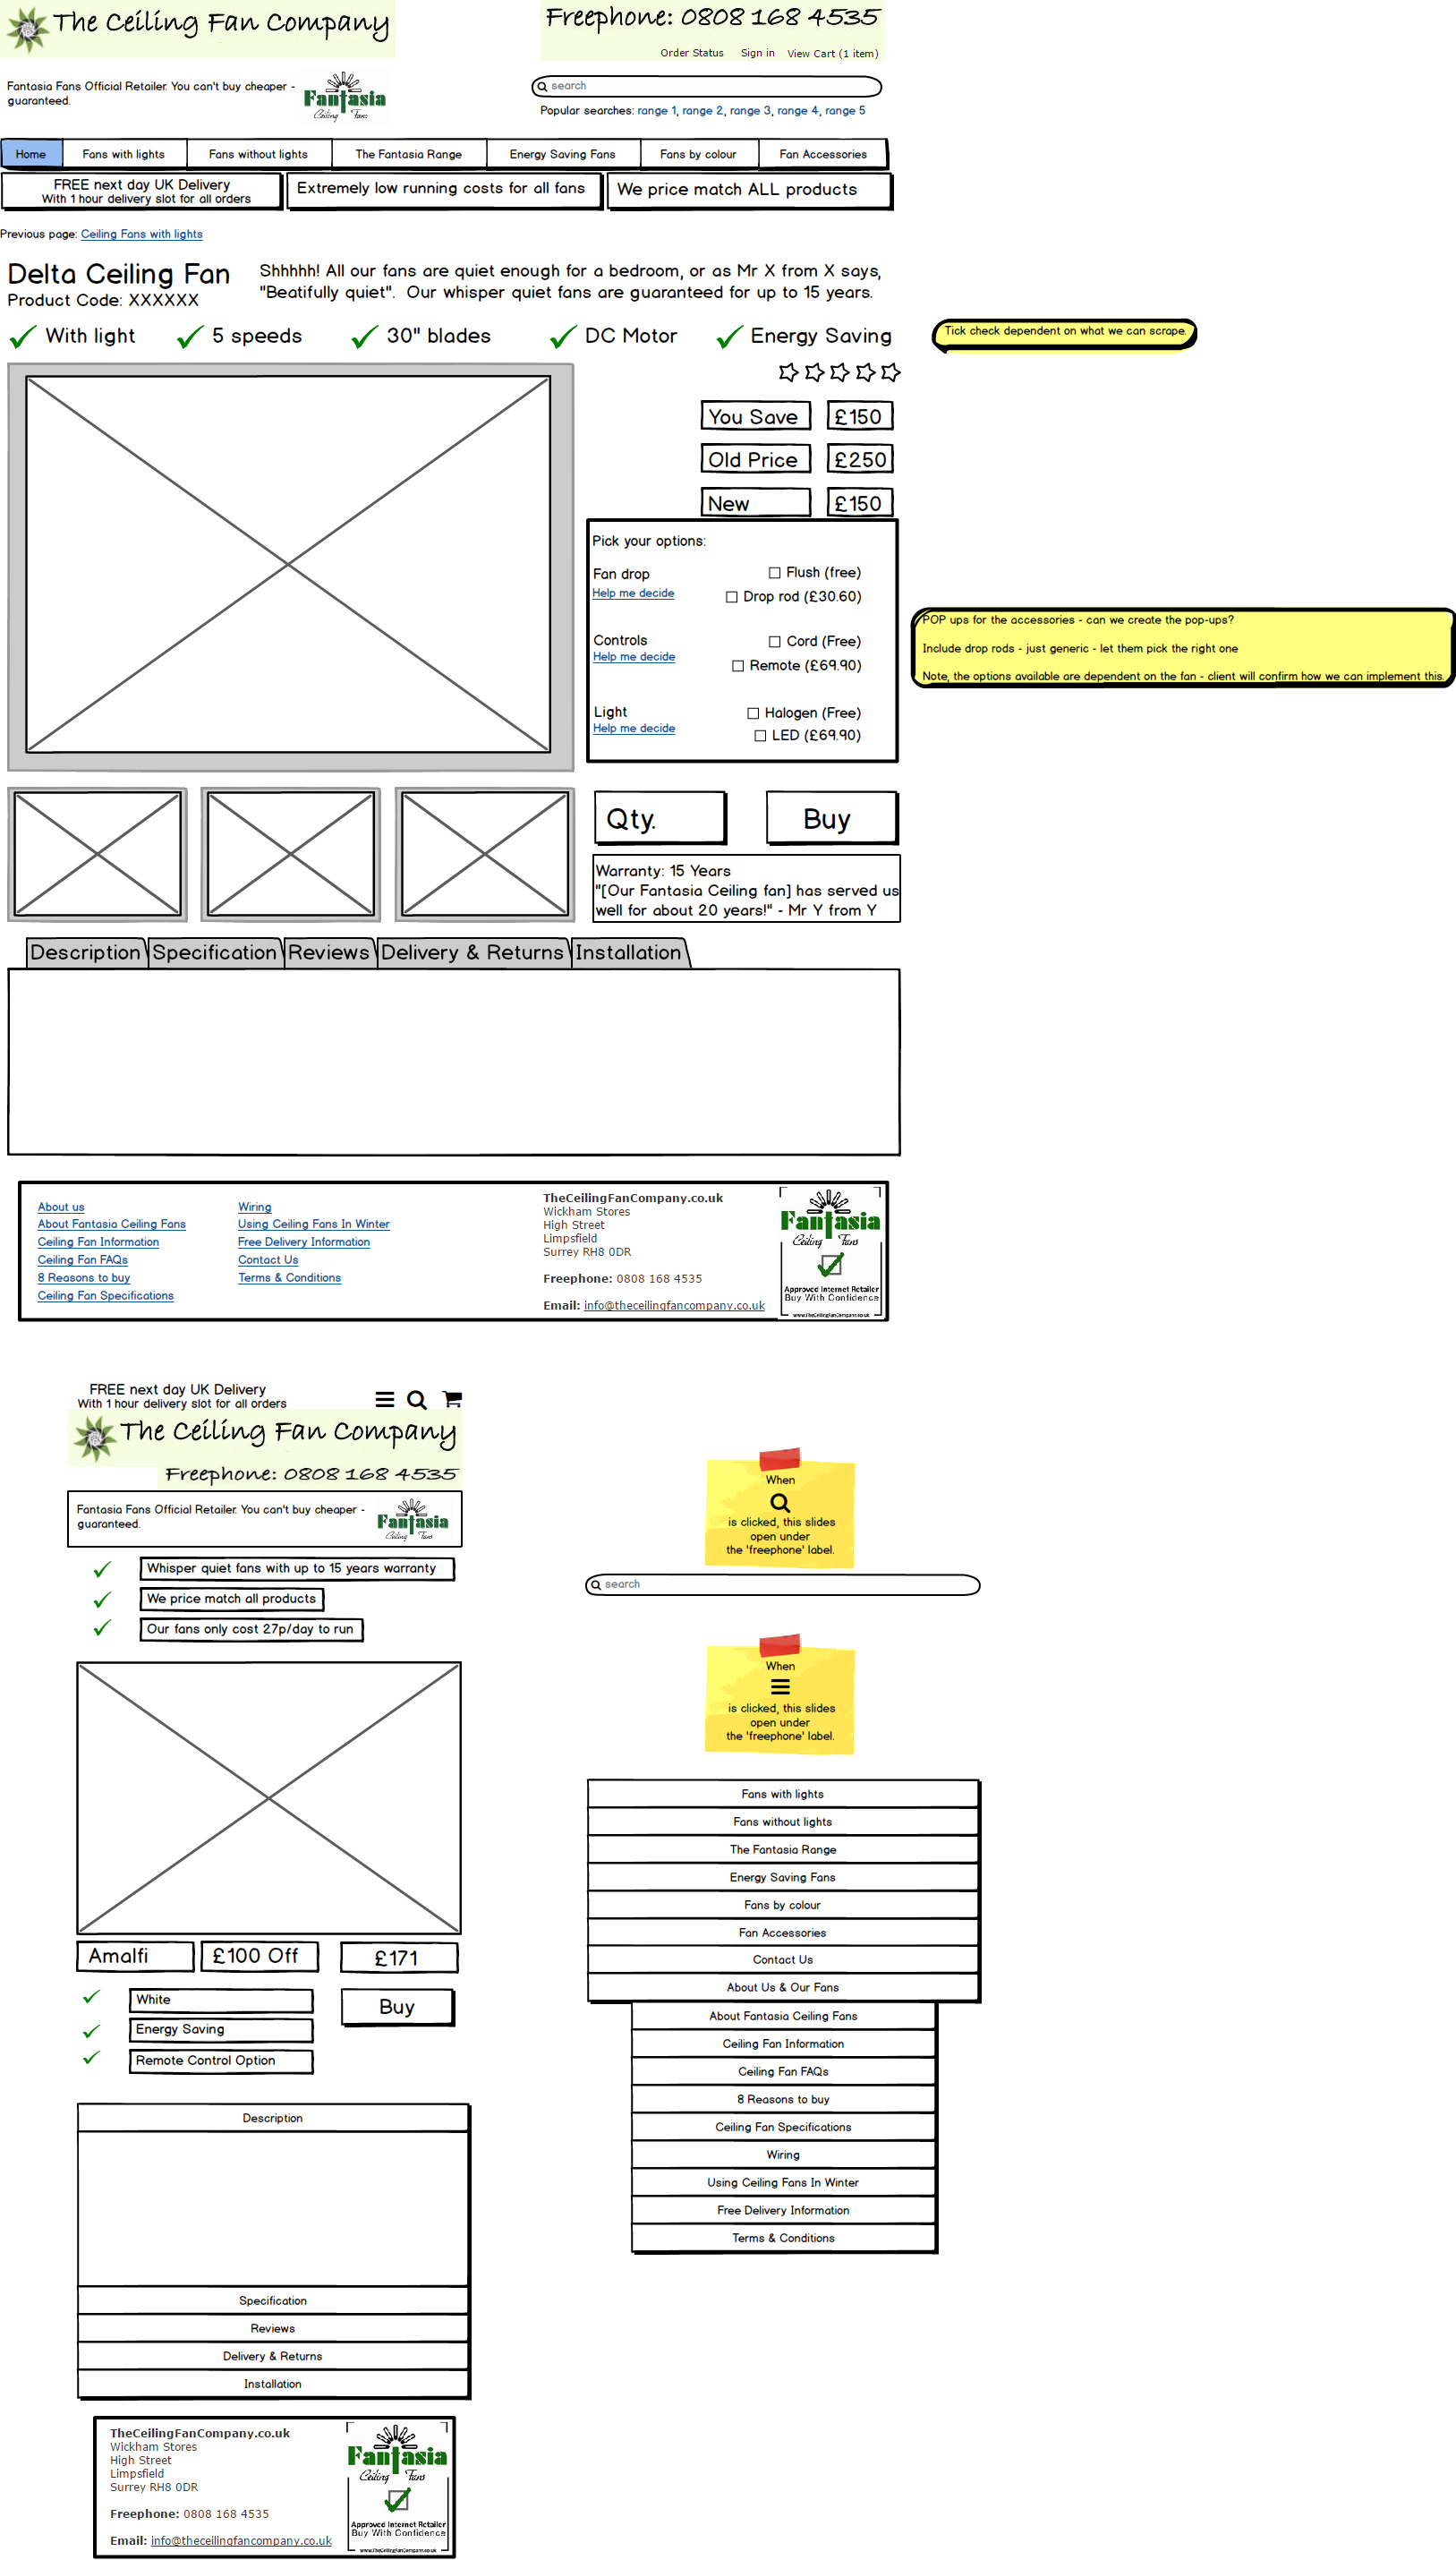 The Ceiling Fan Company
Freephone: 0808 168 4535
Order Status Sign in View Cart (1 item)
Fantasia Fans Official Retailer. You can't buy cheaper -
guaranteed.
Fantasia
Ceiling Fans
search
Popular searches: range 1, range 2, range 3, range 4, range 5
Home Fans with lights Fans without lights The Fantasia Range Energy Saving Fans Fans by colour Fan Accessories
FREE next day UK Delivery
With 1 hour delivery slot for all orders
Extremely low running costs for all fans
We price match ALL products
Previous page: Ceiling Fans with lights
Delta Ceiling Fan
Product Code: XXXXXX
Shhhhh! All our fans are quiet enough for a bedroom, or as Mr X from X says,
"Beatifully quiet". Our whisper quiet fans are guaranteed for up to 15 years.
With light 5 speeds 30" blades DC Motor Energy Saving
Tick check dependent on what we can scrape.
You Save £150
Old Price £250
New £150
Pick your options:
Fan drop
Help me decide
Flush (free)
Drop rod (£30.60)
Controls
Help me decide
Cord (Free)
Remote (£69.90)
Light
Help me decide
Halogen (Free)
LED (£69.90)
POP ups for the accessories - can we create the pop-ups?
Include drop rods - just generic - let them pick the right one
Note, the options available are dependent on the fan - client will confirm how we can implement this.
Qty. Buy
Warranty: 15 Years
"[Our Fantasia Ceiling fan] has served us
well for about 20 years!" - Mr Y from Y
Description Specification Reviews Delivery & Returns Installation
About us
About Fantasia Ceiling Fans
Ceiling Fan Information
Ceiling Fan FAQs
8 Reasons to buy
Ceiling Fan Specifications
Wiring
Using Ceiling Fans In Winter
Free Delivery Information
Contact Us
Terms & Conditions
TheCeilingFanCompany.co.uk
Wickham Stores
High Street
Limpsfield
Surrey RH8 0DR
Freephone: 0808 168 4535
Email: info@theceilingfancompany.co.uk
Fantasia
Ceiling Fans
Approved Internet Retailer
Buy With Confidence
www.TheCeilingFanCompany.co.uk
FREE next day UK Delivery
With 1 hour delivery slot for all orders
The Ceiling Fan Company
Freephone: 0808 168 4535
Fantasia Fans Official Retailer. You can't buy cheaper -
guaranteed.
Fantasia
Ceiling Fans
Whisper quiet fans with up to 15 years warranty
We price match all products
Our fans only cost 27p/day to run
Amalfi £100 Off £171
White
Energy Saving
Remote Control Option
Buy
Description
Specification
Reviews
Delivery & Returns
Installation
TheCeilingFanCompany.co.uk
Wickham Stores
High Street
Limpsfield
Surrey RH8 0DR
Freephone: 0808 168 4535
Email: info@theceilingfancompany.co.uk
Fantasia
Ceiling Fans
Approved Internet Retailer
Buy With Confidence
www.TheCeilingFanCompany.co.uk
When
is clicked, this slides
open under
the 'freephone' label.
search
When
is clicked, this slides
open under
the 'freephone' label.
Fans with lights
Fans without lights
The Fantasia Range
Energy Saving Fans
Fans by colour
Fan Accessories
Contact Us
About Us & Our Fans
About Fantasia Ceiling Fans
Ceiling Fan Information
Ceiling Fan FAQs
8 Reasons to buy
Ceiling Fan Specifications
Wiring
Using Ceiling Fans In Winter
Free Delivery Information
Terms & Conditions